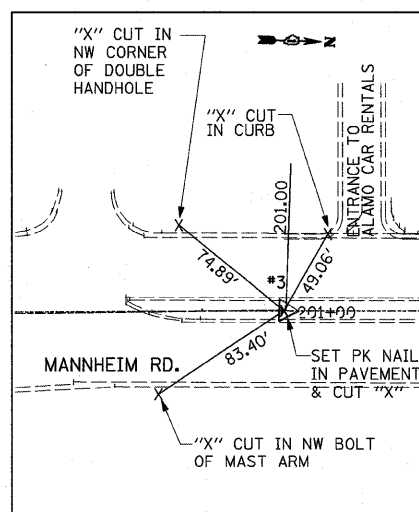 "X" CUT IN
NW CORNER
OF DOUBLE
HANDHOLE
N
"X" CUT
IN CURB
ENTRANCE TO
ALAMO CAR RENTALS
201.00
74.89'
#3
49.06'
201+00
83.40'
MANNHEIM RD.
SET PK NAIL
IN PAVEMENT
& CUT "X"
"X" CUT IN NW BOLT
OF MAST ARM